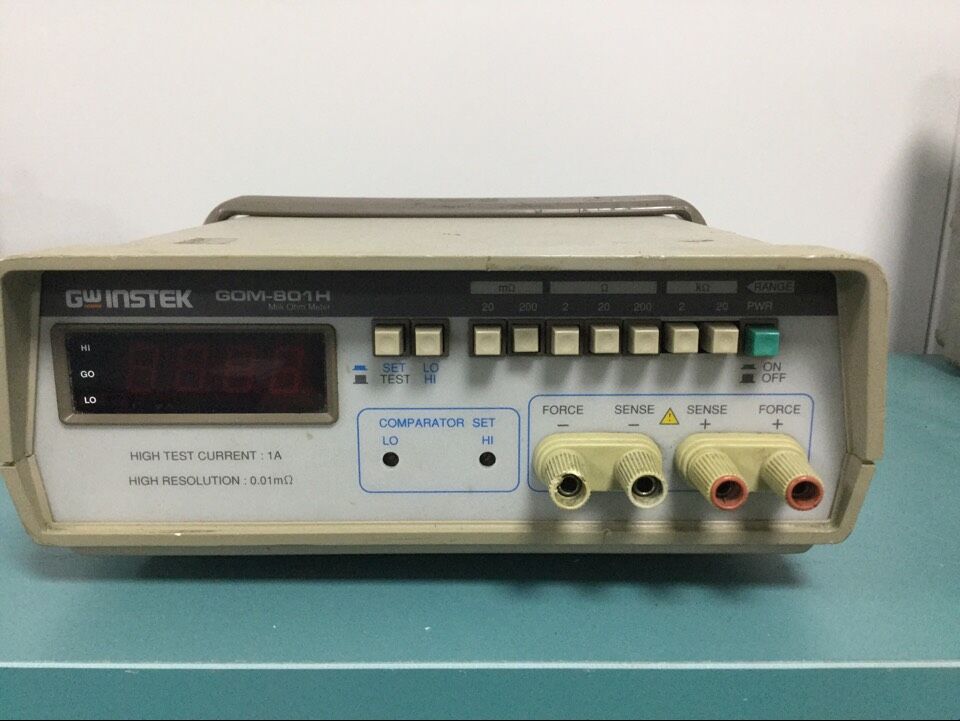 GWINSTEK GOM-801H
Milli Ohm Meter
mΩ Ω kΩ RANGE
20 200 2 20 200 2 20 PWR
HI
GO
LO
SET LO
TEST HI
ON
OFF
HIGH TEST CURRENT : 1A
HIGH RESOLUTION : 0.01mΩ
COMPARATOR SET
LO HI
FORCE SENSE SENSE FORCE
− − + +